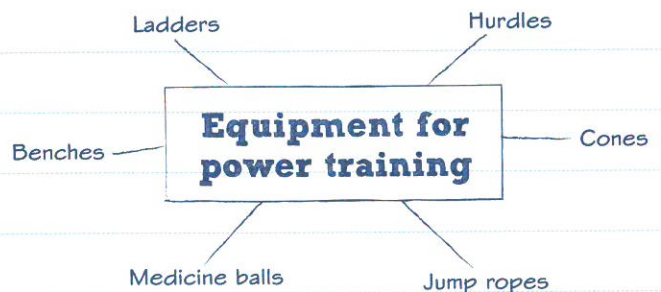 Ladders
Hurdles
Equipment for
power training
Benches
Cones
Medicine balls
Jump ropes